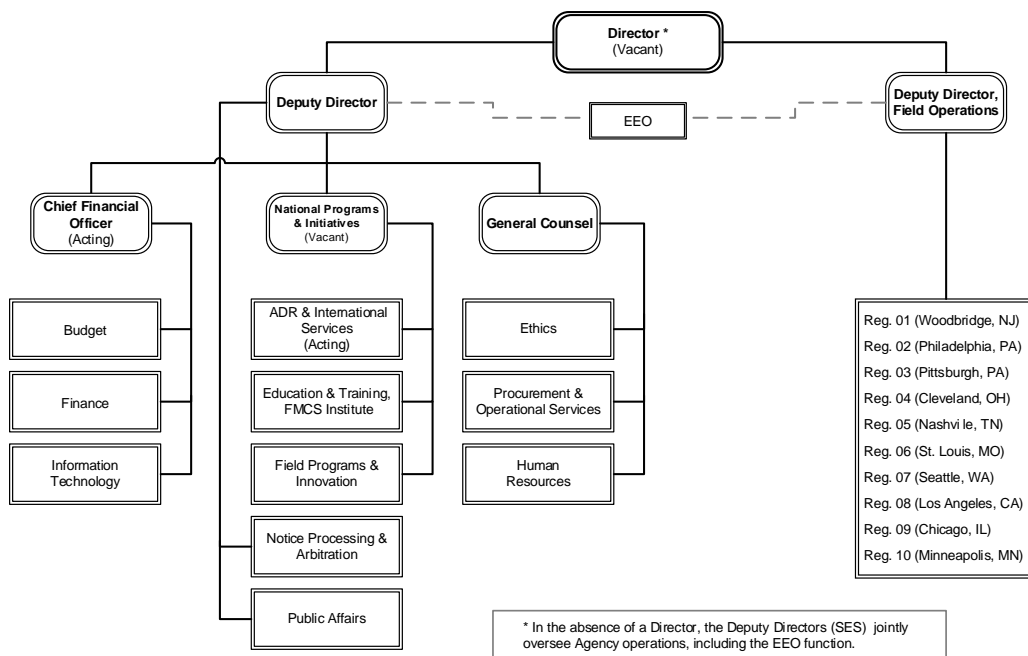 Director *
(Vacant)
Deputy Director
EEO
Deputy Director,
Field Operations
Chief Financial
Officer
(Acting)
National Programs
& Initiatives
(Vacant)
General Counsel
Budget
Finance
Information
Technology
ADR & International
Services
(Acting)
Education & Training,
FMCS Institute
Field Programs &
Innovation
Notice Processing &
Arbitration
Public Affairs
Ethics
Procurement &
Operational Services
Human
Resources
Reg. 01 (Woodbridge, NJ)
Reg. 02 (Philadelphia, PA)
Reg. 03 (Pittsburgh, PA)
Reg. 04 (Cleveland, OH)
Reg. 05 (Nashville, TN)
Reg. 06 (St. Louis, MO)
Reg. 07 (Seattle, WA)
Reg. 08 (Los Angeles, CA)
Reg. 09 (Chicago, IL)
Reg. 10 (Minneapolis, MN)
* In the absence of a Director, the Deputy Directors (SES) jointly
oversee Agency operations, including the EEO function.